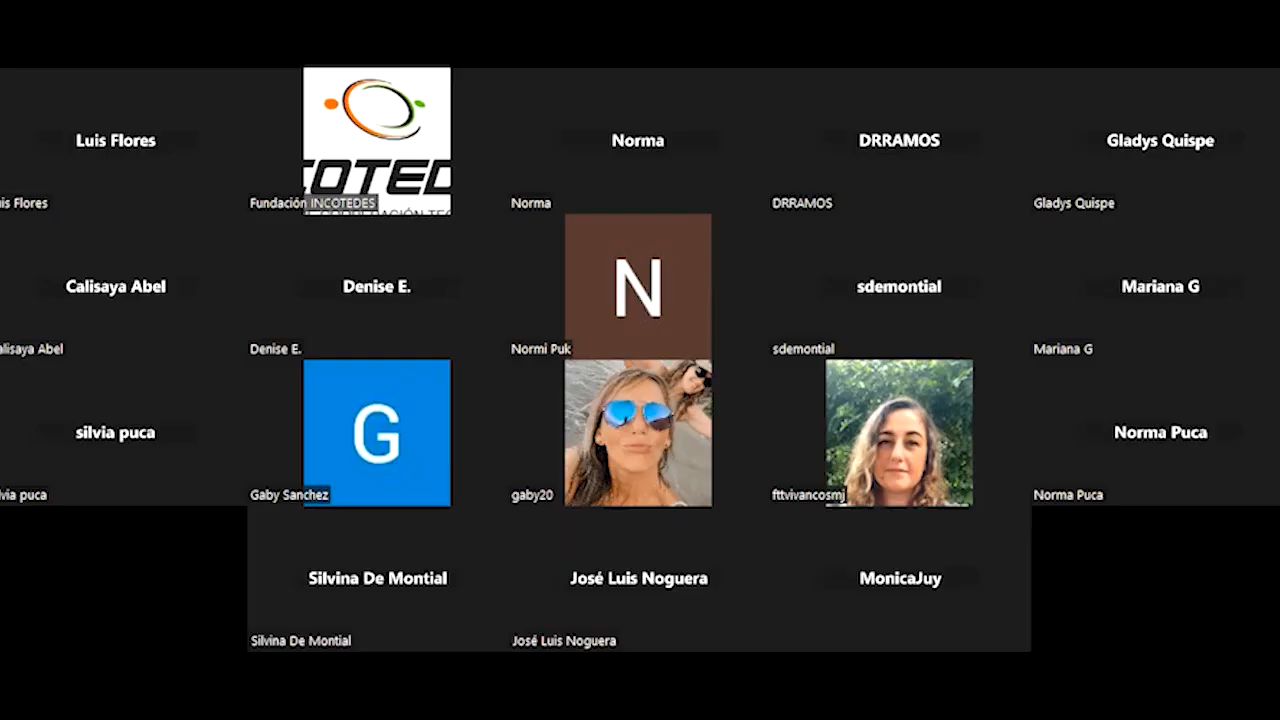 Luis Flores
is Flores
COTED
Fundación INCOTEDES
Norma
Norma
DRRAMOS
DRRAMOS
Gladys Quispe
Gladys Quispe
Calisaya Abel
alisaya Abel
Denise E.
Denise E.
N
Normi Puk
sdemontial
sdemontial
Mariana G
Mariana G
silvia puca
lvia puca
G
Gaby Sanchez
gaby20
fttvivancosmj
Norma Puca
Norma Puca
Silvina De Montial
Silvina De Montial
José Luis Noguera
José Luis Noguera
MonicaJuy